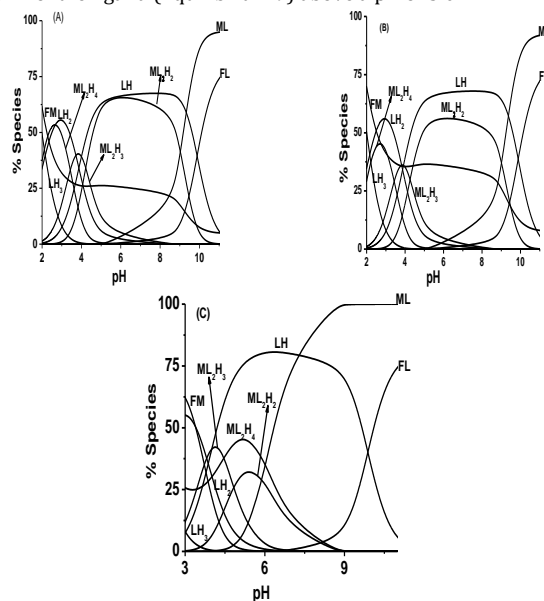 (A)
ML
100
ML₂H₄
LH
ML₂H₂
FL
75
FM
LH₂
50
ML₂H₃
25
LH₃
0
2 4 6 8 10
pH
% Species
(B)
ML
100
ML₂H₄
LH
FL
75
FM
LH₂
ML₂H₂
50
LH₃
25
ML₂H₃
0
2 4 6 8 10
pH
% Species
(C)
ML
100
LH
ML₂H₃
ML₂H₂
FL
75
FM
50
ML₂H₄
LH₂
25
LH₃
0
3 6 9
pH
% Species